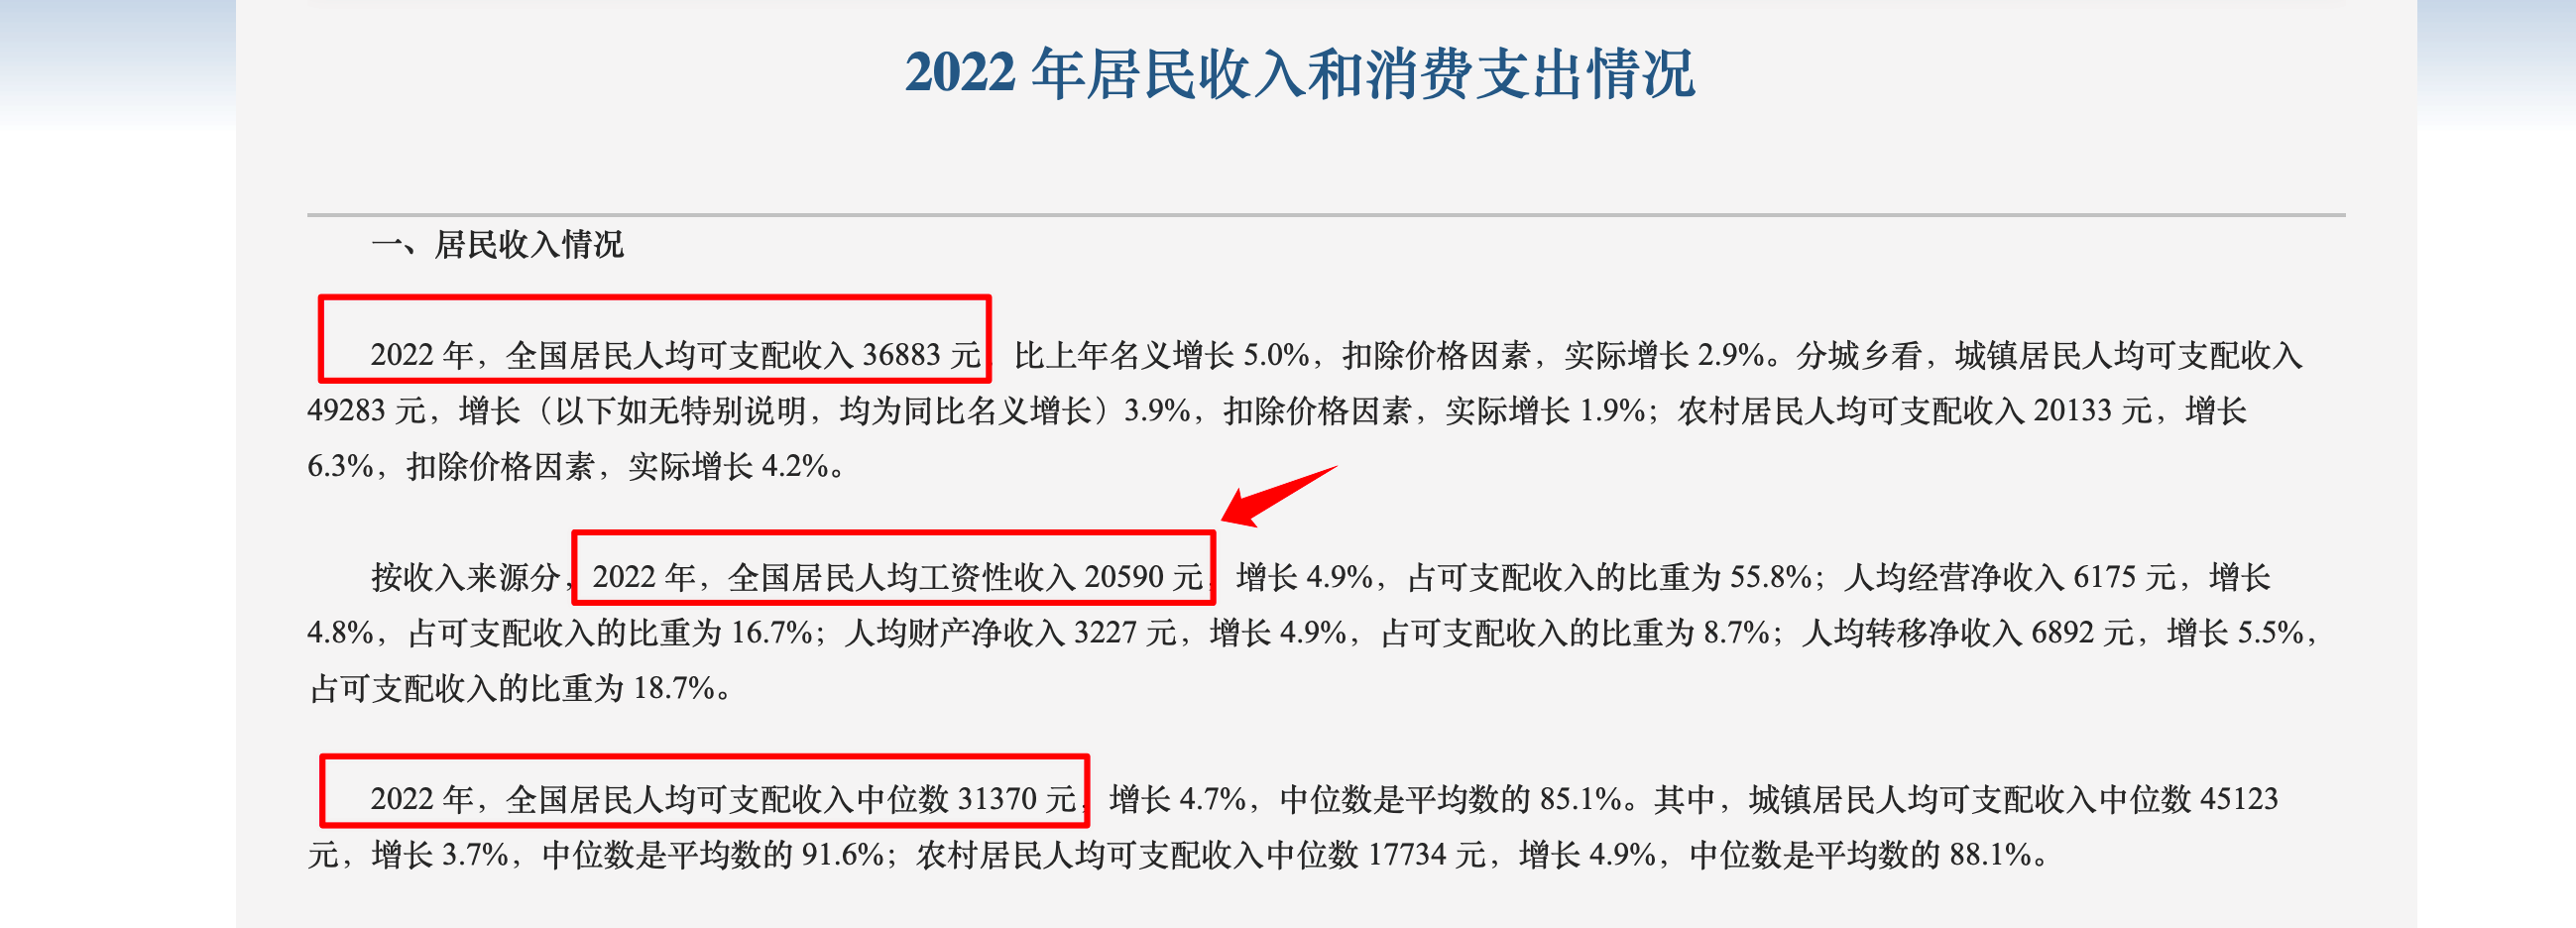 2022 年居民收入和消费支出情况
一、居民收入情况
2022 年，全国居民人均可支配收入 36883 元，比上年名义增长 5.0%，扣除价格因素，实际增长 2.9%。分城乡看，城镇居民人均可支配收入
49283 元，增长（以下如无特别说明，均为同比名义增长）3.9%，扣除价格因素，实际增长 1.9%；农村居民人均可支配收入 20133 元，增长
6.3%，扣除价格因素，实际增长 4.2%。
按收入来源分，2022 年，全国居民人均工资性收入 20590 元，增长 4.9%，占可支配收入的比重为 55.8%；人均经营净收入 6175 元，增长
4.8%，占可支配收入的比重为 16.7%；人均财产净收入 3227 元，增长 4.9%，占可支配收入的比重为 8.7%；人均转移净收入 6892 元，增长 5.5%，
占可支配收入的比重为 18.7%。
2022 年，全国居民人均可支配收入中位数 31370 元，增长 4.7%，中位数是平均数的 85.1%。其中，城镇居民人均可支配收入中位数 45123
元，增长 3.7%，中位数是平均数的 91.6%；农村居民人均可支配收入中位数 17734 元，增长 4.9%，中位数是平均数的 88.1%。